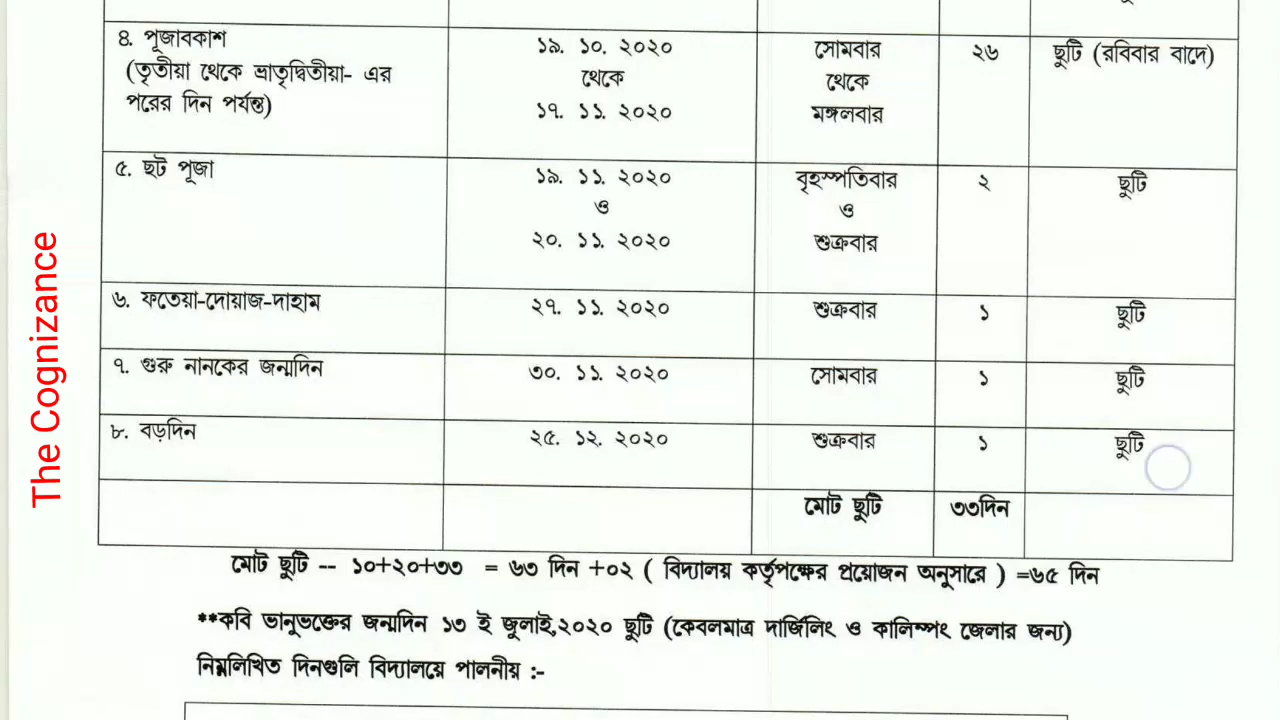 ৪. পূজাবকাশ
(তৃতীয়া থেকে ভ্রাতৃদ্বিতীয়া- এর
পরের দিন পর্যন্ত)
১৯. ১০. ২০২০
থেকে
১৭. ১১. ২০২০
সোমবার
থেকে
মঙ্গলবার
২৬
ছুটি (রবিবার বাদে)
৫. ছট পূজা
১৯. ১১. ২০২০
ও
২০. ১১. ২০২০
বৃহস্পতিবার
ও
শুক্রবার
২
ছুটি
৬. ফতেয়া-দোয়াজ-দাহাম
২৭. ১১. ২০২০
শুক্রবার
১
ছুটি
৭. গুরু নানকের জন্মদিন
৩০. ১১. ২০২০
সোমবার
১
ছুটি
৮. বড়দিন
২৫. ১২. ২০২০
শুক্রবার
১
ছুটি
মোট ছুটি
৩৩দিন
মোট ছুটি -- ১০+২০+৩৩ = ৬৩ দিন +০২ ( বিদ্যালয় কর্তৃপক্ষের প্রয়োজন অনুসারে ) =৬৫ দিন
**কবি ভানুভক্তের জন্মদিন ১৩ ই জুলাই,২০২০ ছুটি (কেবলমাত্র দার্জিলিং ও কালিম্পং জেলার জন্য)
নিম্নলিখিত দিনগুলি বিদ্যালয়ে পালনীয় :-
The Cognizance